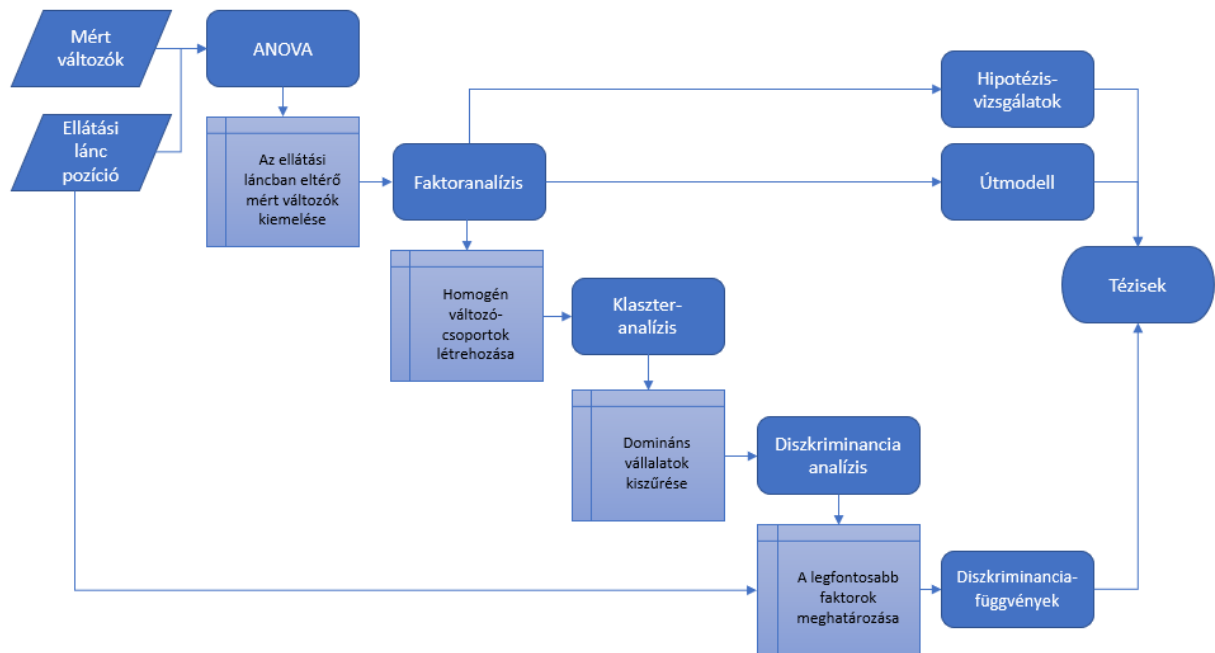 Mért
változók
ANOVA
Ellátási
lánc
pozíció
Az ellátási
láncban eltérő
mért változók
kiemelése
Faktoranalízis
Hipotézis-
vizsgálatok
Útmodell
Homogén
változó-
csoportok
létrehozása
Klaszter-
analízis
Tézisek
Domináns
vállalatok
kiszűrése
Diszkriminancia
analízis
A legfontosabb
faktorok
meghatározása
Diszkriminancia-
függvények